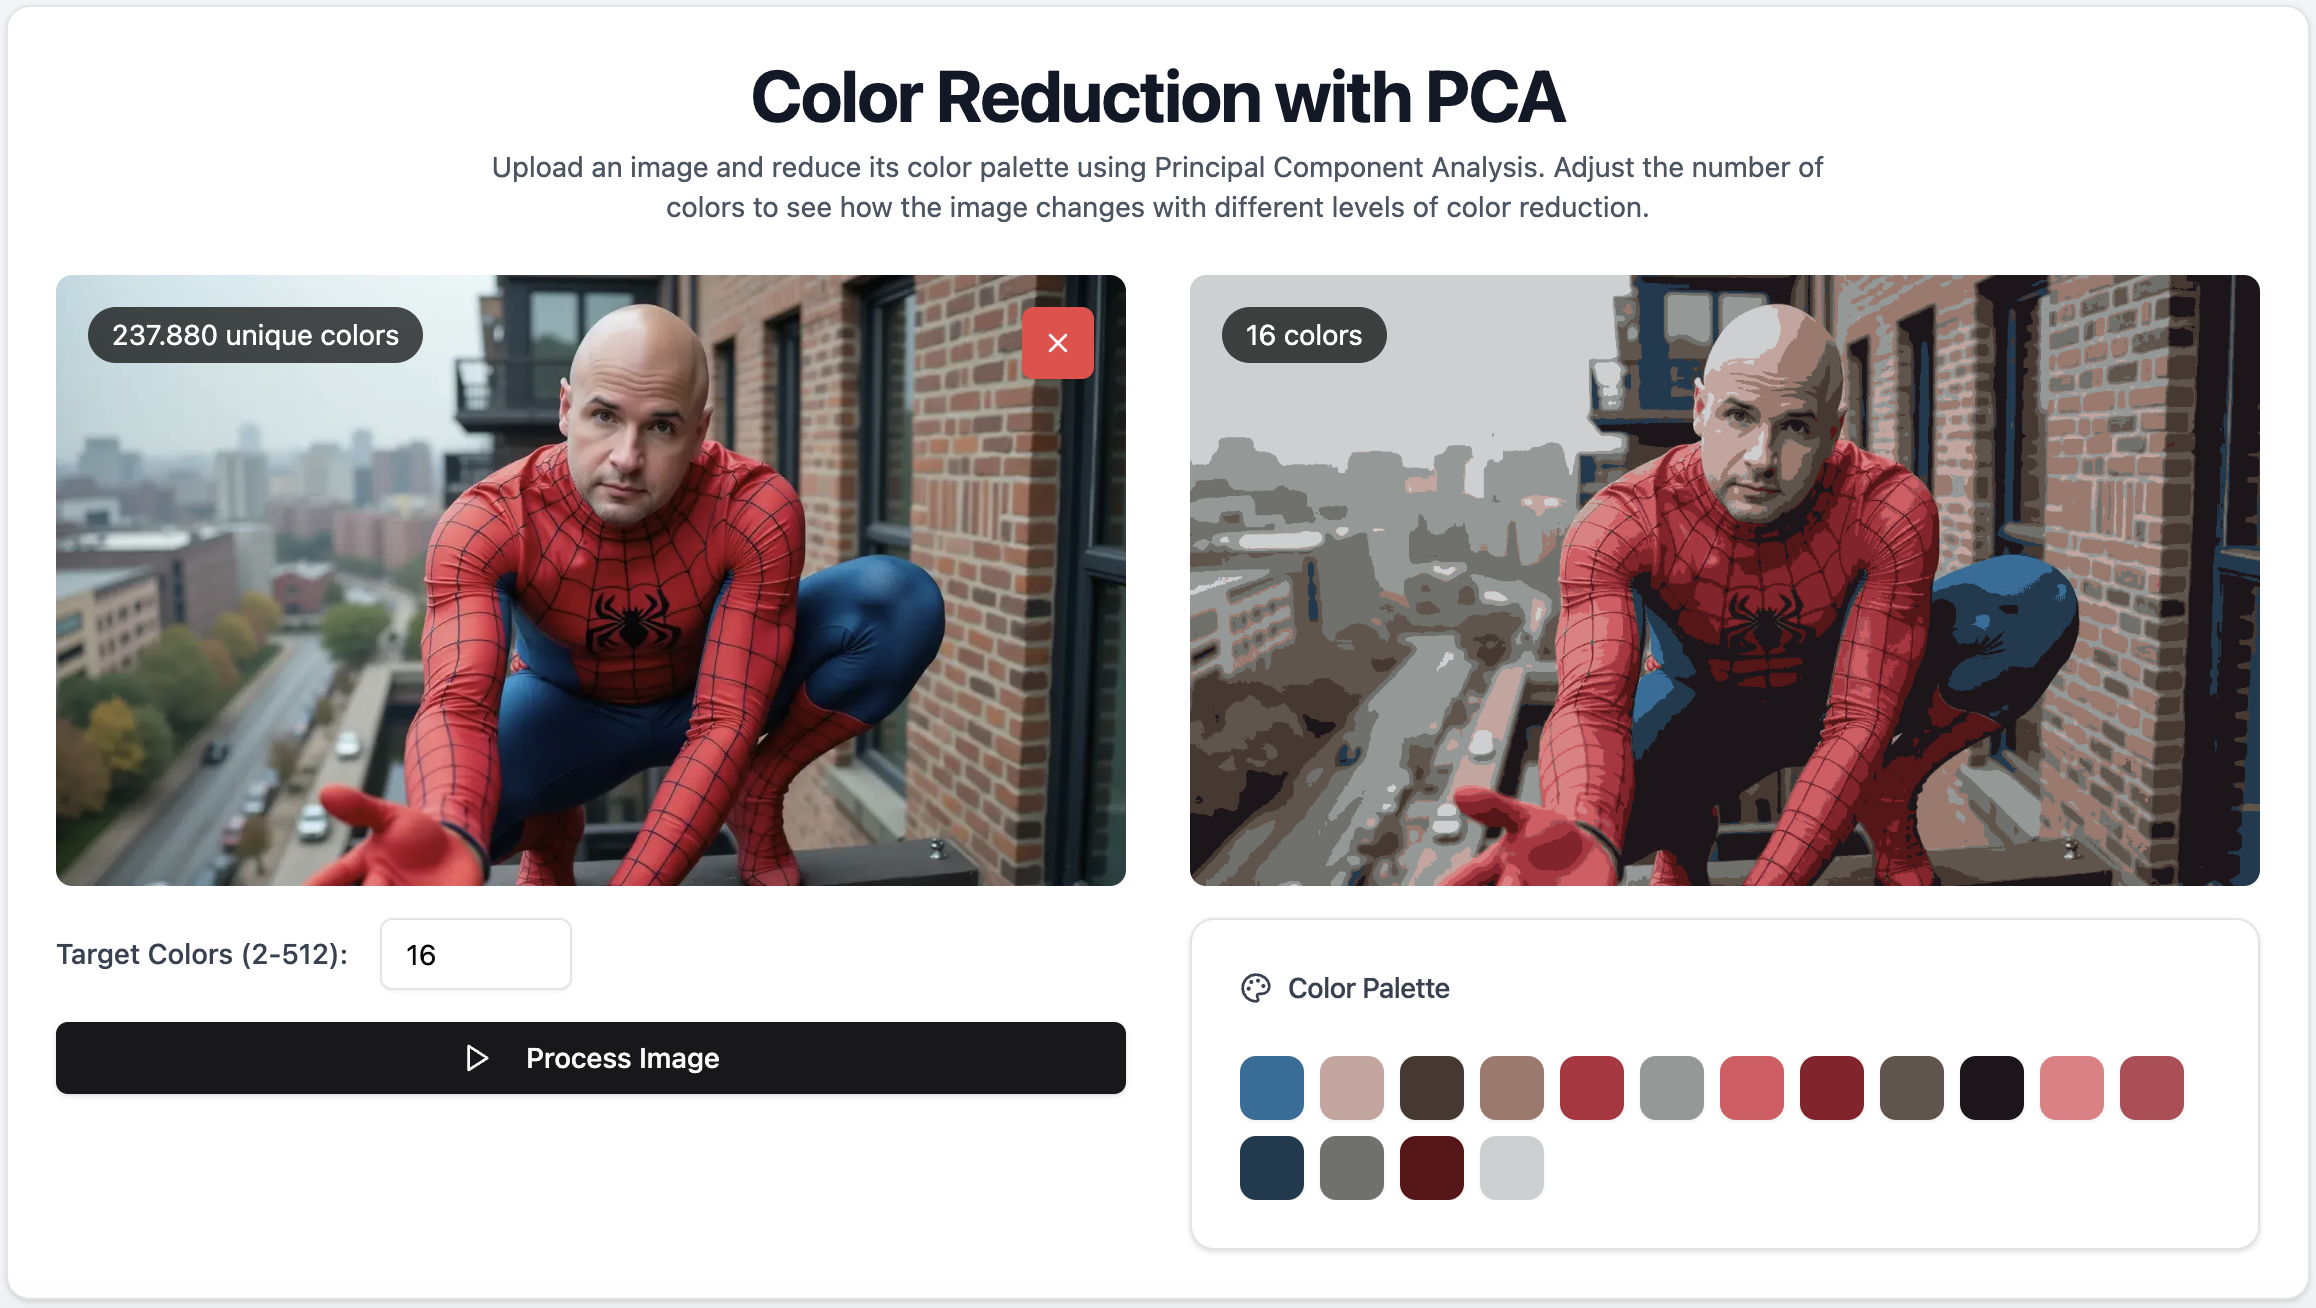 Color Reduction with PCA
Upload an image and reduce its color palette using Principal Component Analysis. Adjust the number of
colors to see how the image changes with different levels of color reduction.
237.880 unique colors
16 colors
Target Colors (2-512):
16
Process Image
Color Palette